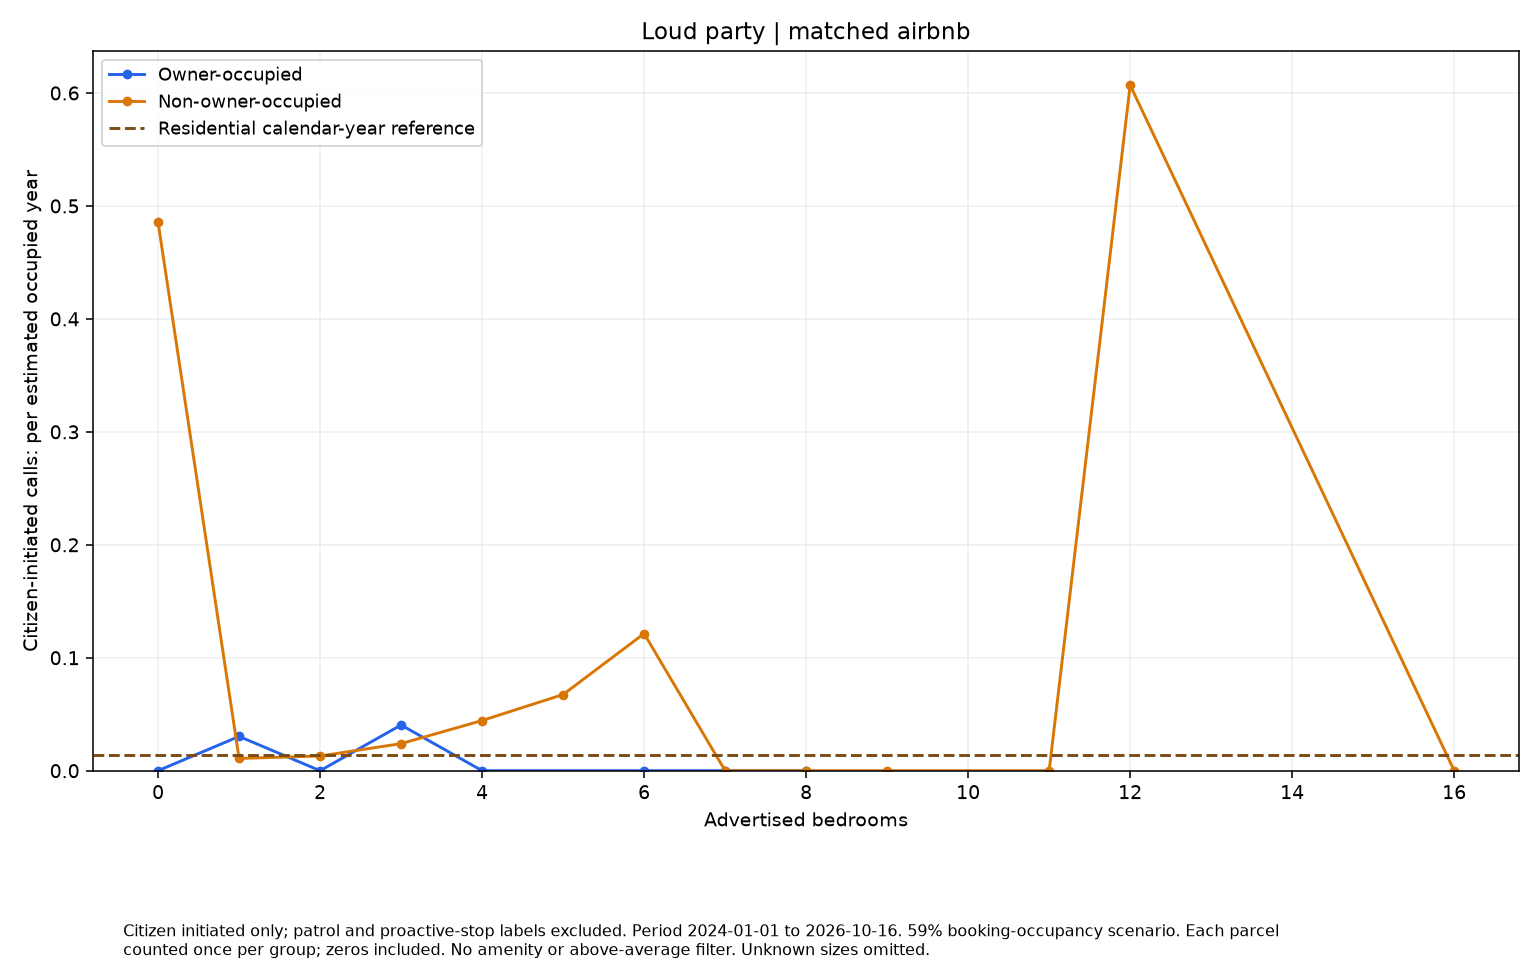 Loud party | matched airbnb
Owner-occupied
Non-owner-occupied
Residential calendar-year reference
Citizen-initiated calls: per estimated occupied year
0.6
0.5
0.4
0.3
0.2
0.1
0.0
0 2 4 6 8 10 12 14 16
Advertised bedrooms
Citizen initiated only; patrol and proactive-stop labels excluded. Period 2024-01-01 to 2026-10-16. 59% booking-occupancy scenario. Each parcel
counted once per group; zeros included. No amenity or above-average filter. Unknown sizes omitted.